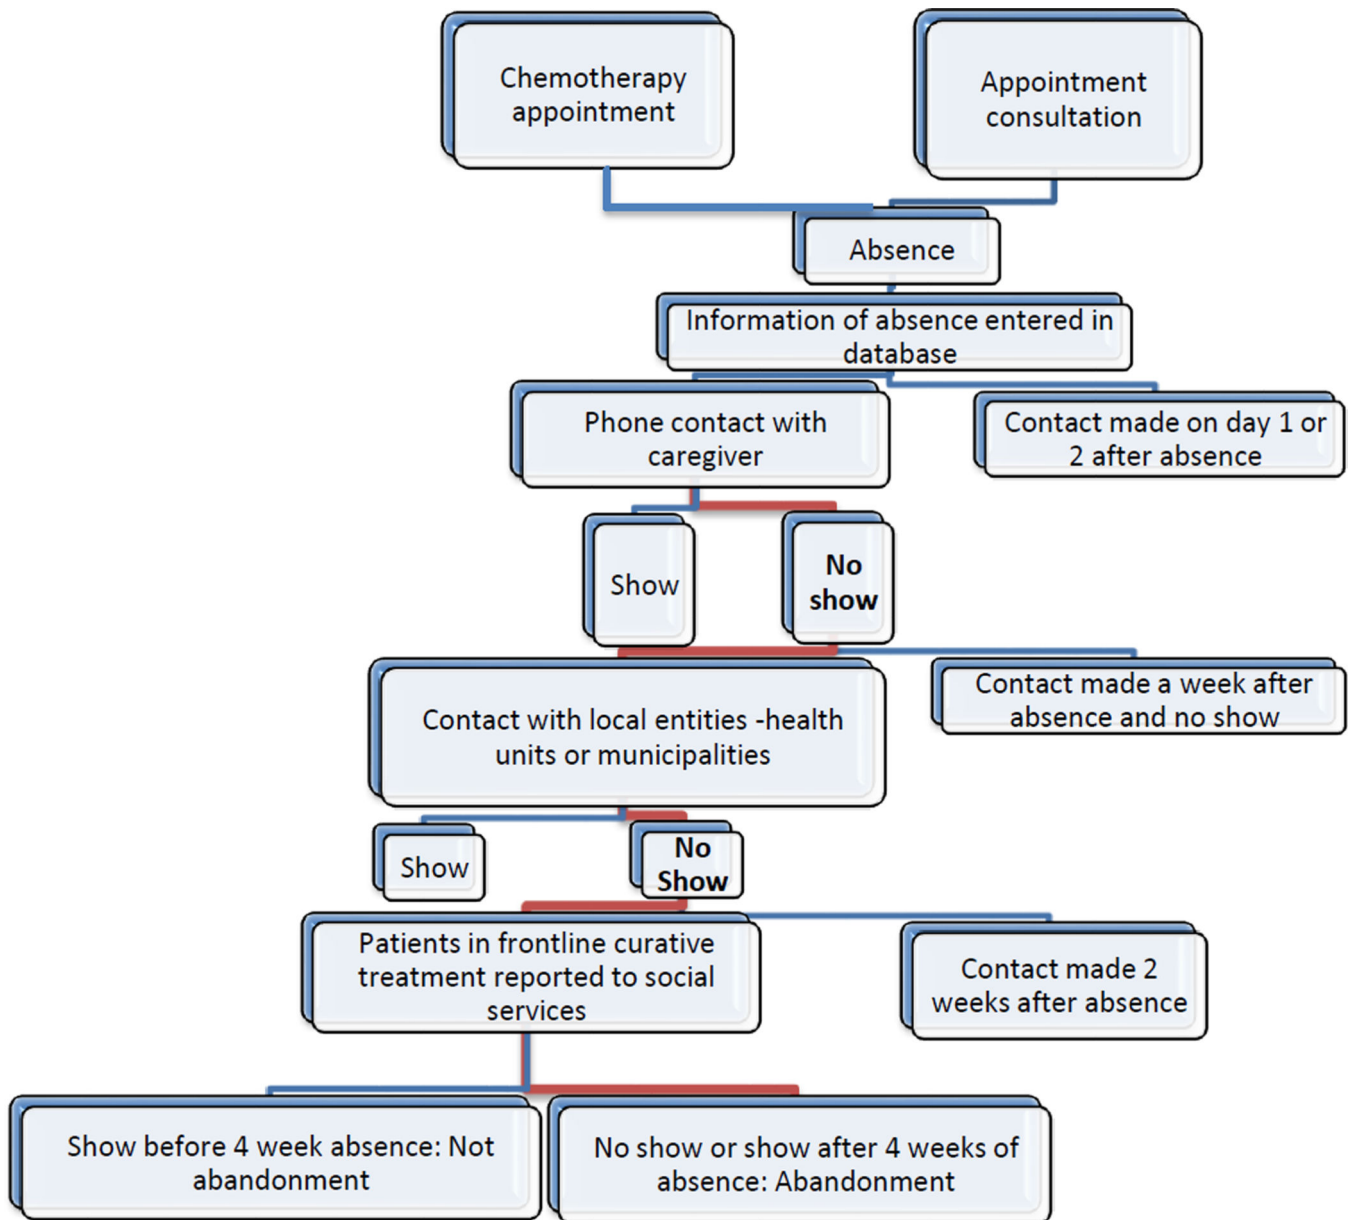 Chemotherapy
appointment
Appointment
consultation
Absence
Information of absence entered in
database
Phone contact with
caregiver
Contact made on day 1 or
2 after absence
Show
No
show
Contact with local entities -health
units or municipalities
Contact made a week after
absence and no show
Show
No
Show
Patients in frontline curative
treatment reported to social
services
Contact made 2
weeks after absence
Show before 4 week absence: Not
abandonment
No show or show after 4 weeks of
absence: Abandonment